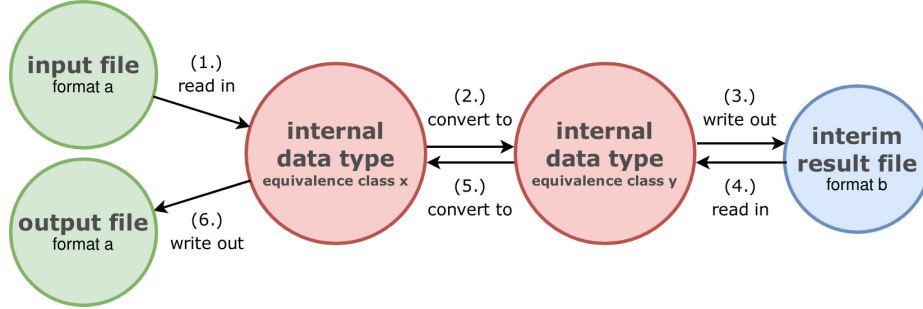 input file
format a
(1.)
read in
internal
data type
equivalence class x
(2.)
convert to
(5.)
convert to
internal
data type
equivalence class y
(3.)
write out
(4.)
read in
interim
result file
format b
output file
format a
(6.)
write out